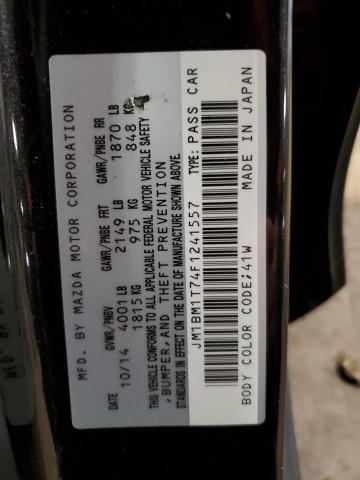 MFD. BY MAZDA MOTOR CORPORATION
GVWR/PNBV GAWR/PNBE FRT GAWR/PNBE RR
DATE 10/14 4001 LB 2149 LB 1870 LB
1815 KG 975 KG 848 KG
THIS VEHICLE CONFORMS TO ALL APPLICABLE FEDERAL MOTOR VEHICLE SAFETY
,BUMPER,AND THEFT PREVENTION
STANDARDS IN EFFECT ON THE DATE OF MANUFACTURE SHOWN ABOVE.
JM1BM1T74F1241557 TYPE: PASS CAR
BODY COLOR CODE:41W MADE IN JAPAN